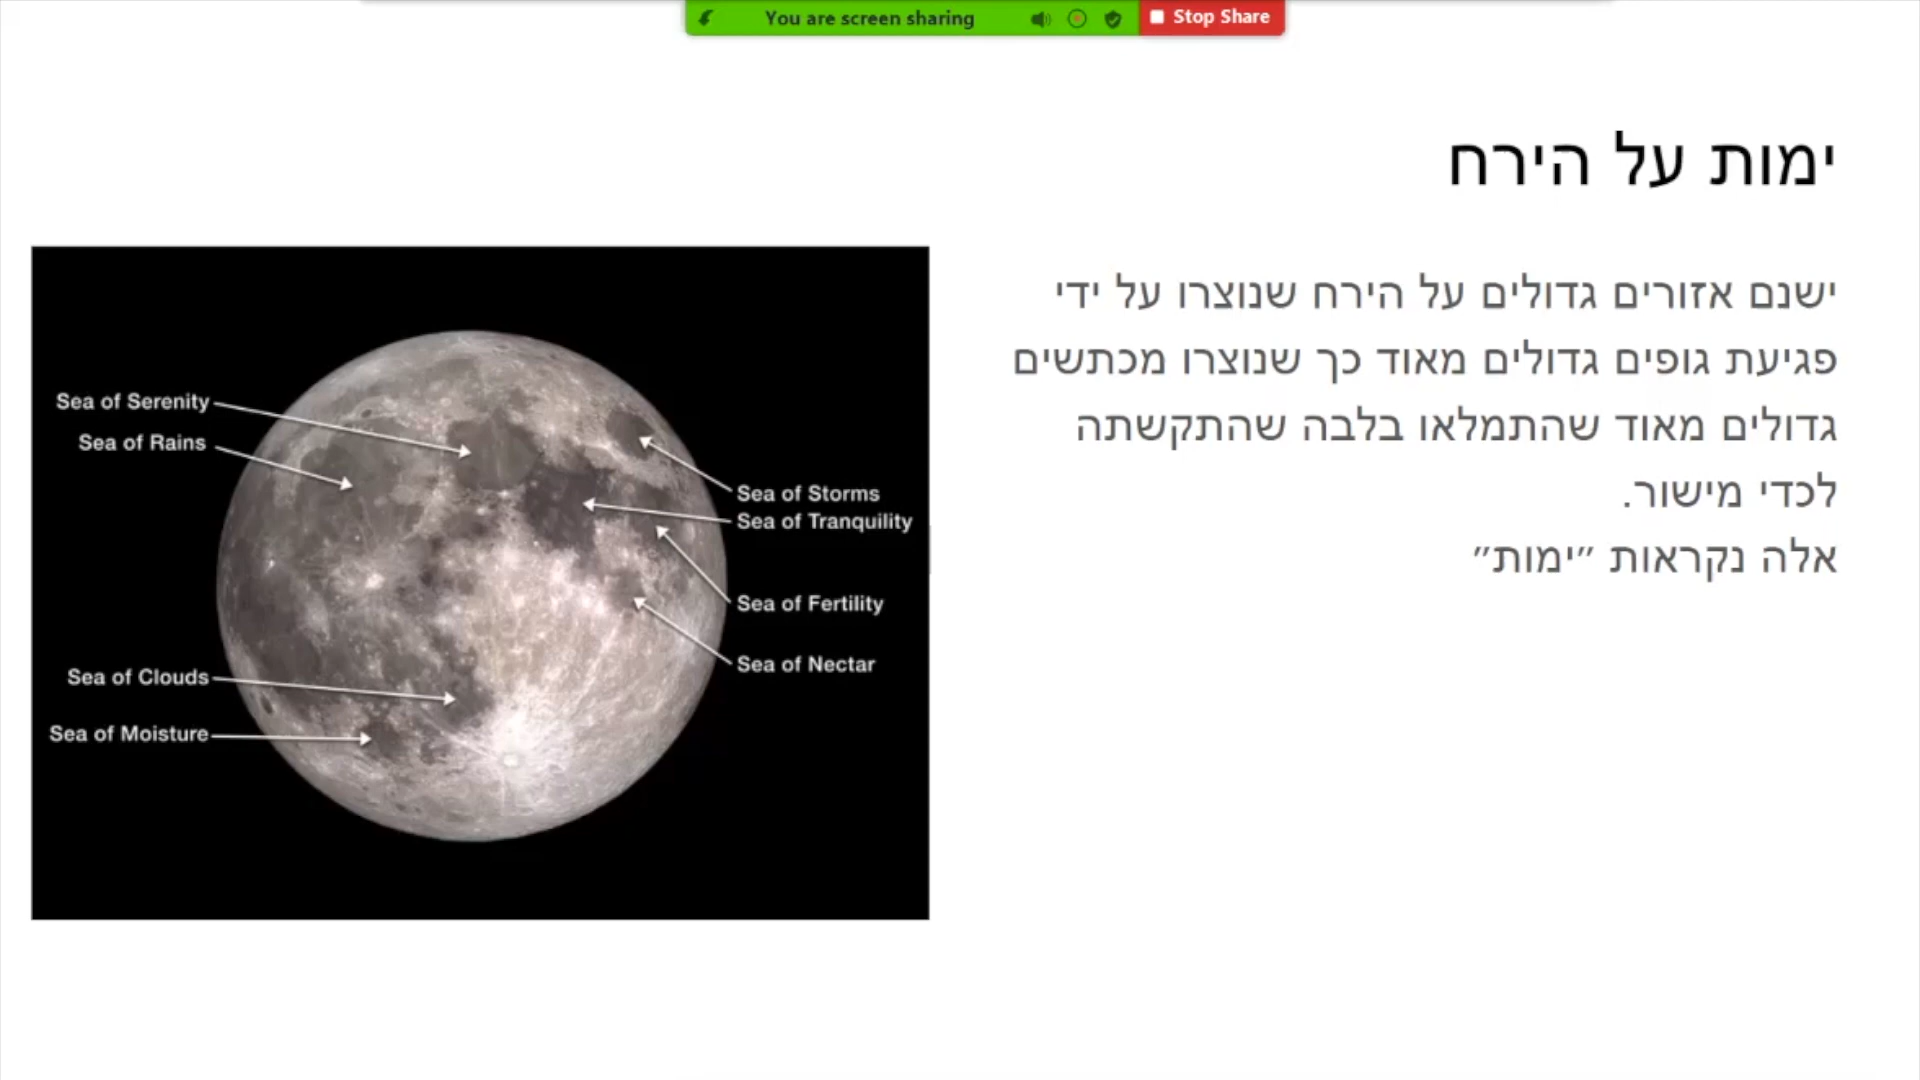 You are screen sharing
Stop Share
ימות על הירח
ישנם אזורים גדולים על הירח שנוצרו על ידי
פגיעת גופים גדולים מאוד כך שנוצרו מכתשים
גדולים מאוד שהתמלאו בלבה שהתקשתה
לכדי מישור.
אלה נקראות ״ימות״
Sea of Serenity
Sea of Rains
Sea of Storms
Sea of Tranquility
Sea of Fertility
Sea of Nectar
Sea of Clouds
Sea of Moisture